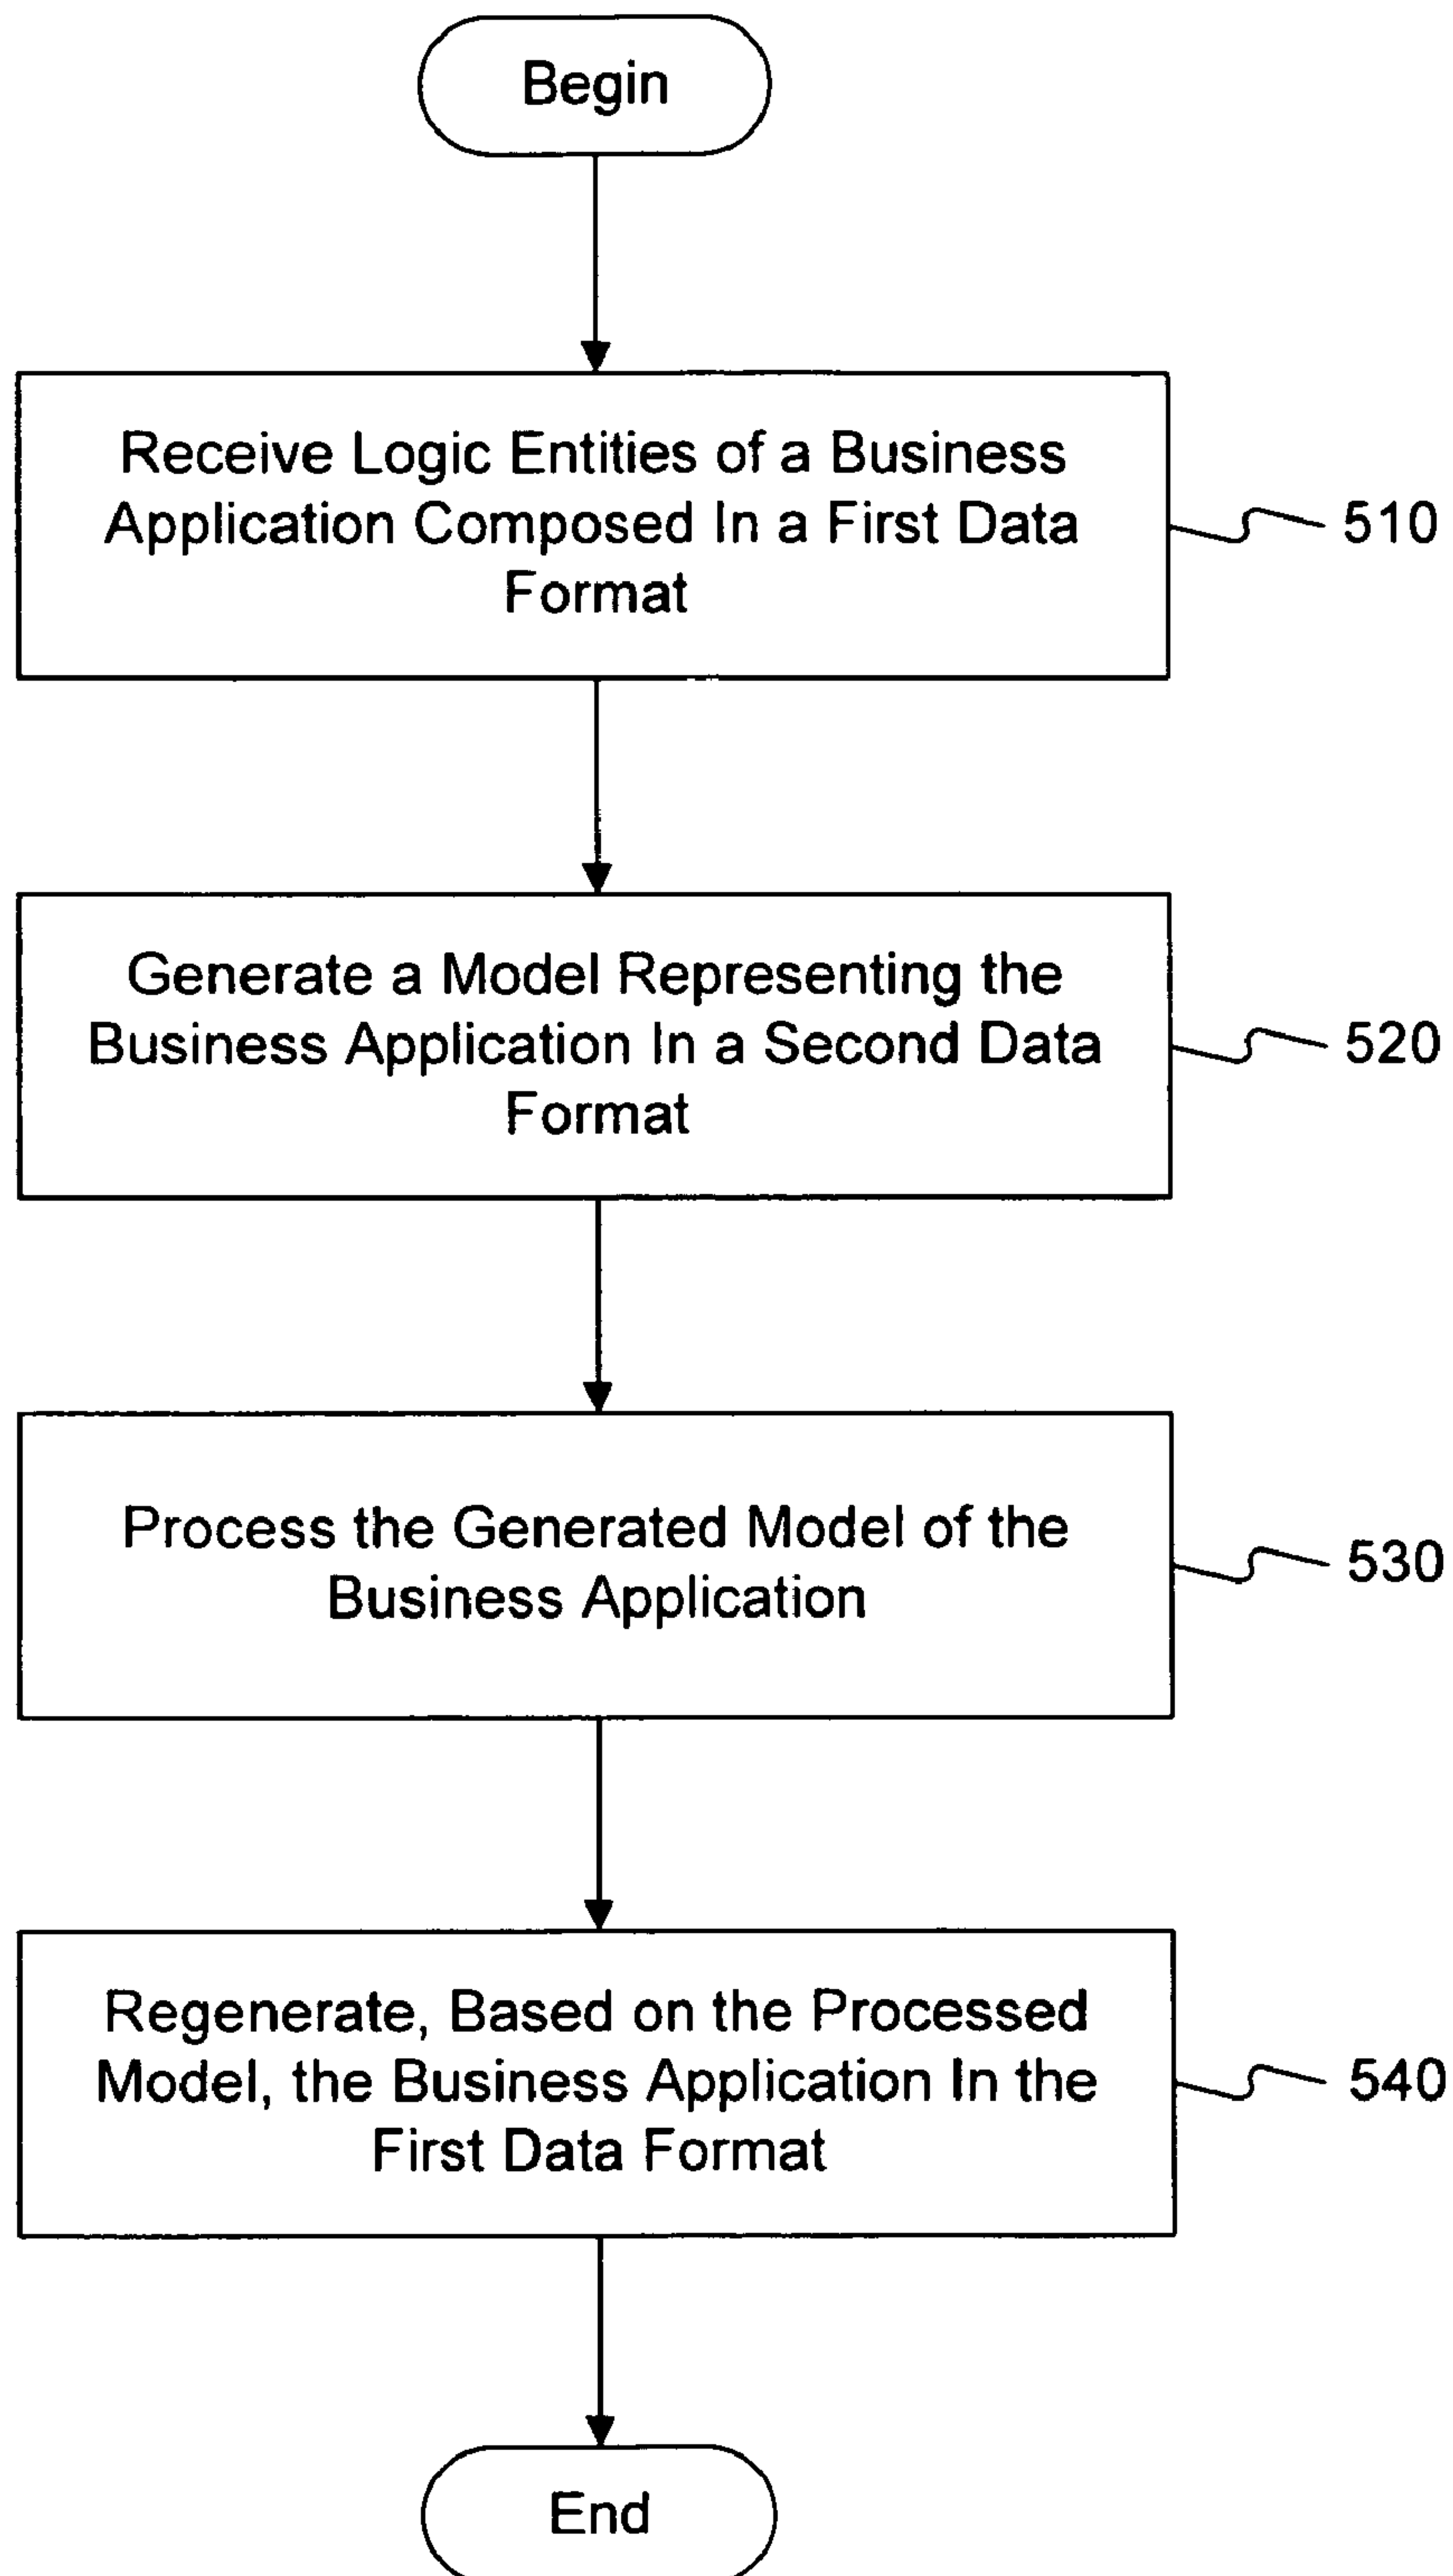 Begin
Receive Logic Entities of a Business
Application Composed In a First Data
Format
510
Generate a Model Representing the
Business Application In a Second Data
Format
520
Process the Generated Model of the
Business Application
530
Regenerate, Based on the Processed
Model, the Business Application In the
First Data Format
540
End